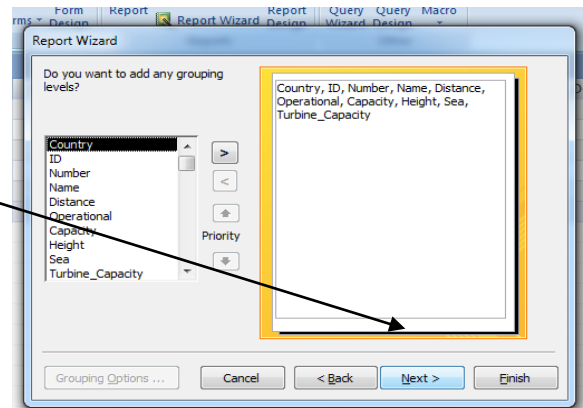 Form Report Report Query Query Macro
rms Design Report Wizard Design Wizard Design
Report Wizard
Do you want to add any grouping
levels?
Country, ID, Number, Name, Distance,
Operational, Capacity, Height, Sea,
Turbine_Capacity
Country
ID
Number
Name
Distance
Operational
Capacity
Height
Sea
Turbine_Capacity
>
<
Priority
Grouping Options ...
Cancel
< Back
Next >
Finish